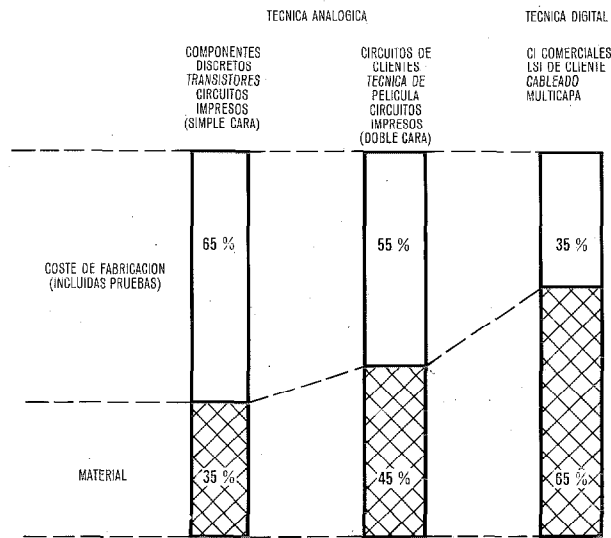 TECNICA ANALOGICA
TECNICA DIGITAL
COMPONENTES
DISCRETOS
TRANSISTORES
CIRCUITOS
IMPRESOS
(SIMPLE CARA)
CIRCUITOS DE
CLIENTES
TECNICA DE
PELICULA
CIRCUITOS
IMPRESOS
(DOBLE CARA)
CI COMERCIALES
LSI DE CLIENTE
CABLEADO
MULTICAPA
COSTE DE FABRICACION
(INCLUIDAS PRUEBAS)
65 %
55 %
35 %
MATERIAL
35 %
45 %
65 %